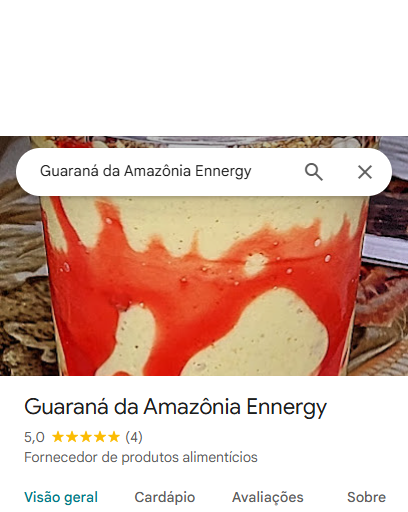 Guaraná da Amazônia Ennergy
Guaraná da Amazônia Ennergy
5,0 ★★★★★ (4)
Fornecedor de produtos alimentícios
Visão geral Cardápio Avaliações Sobre